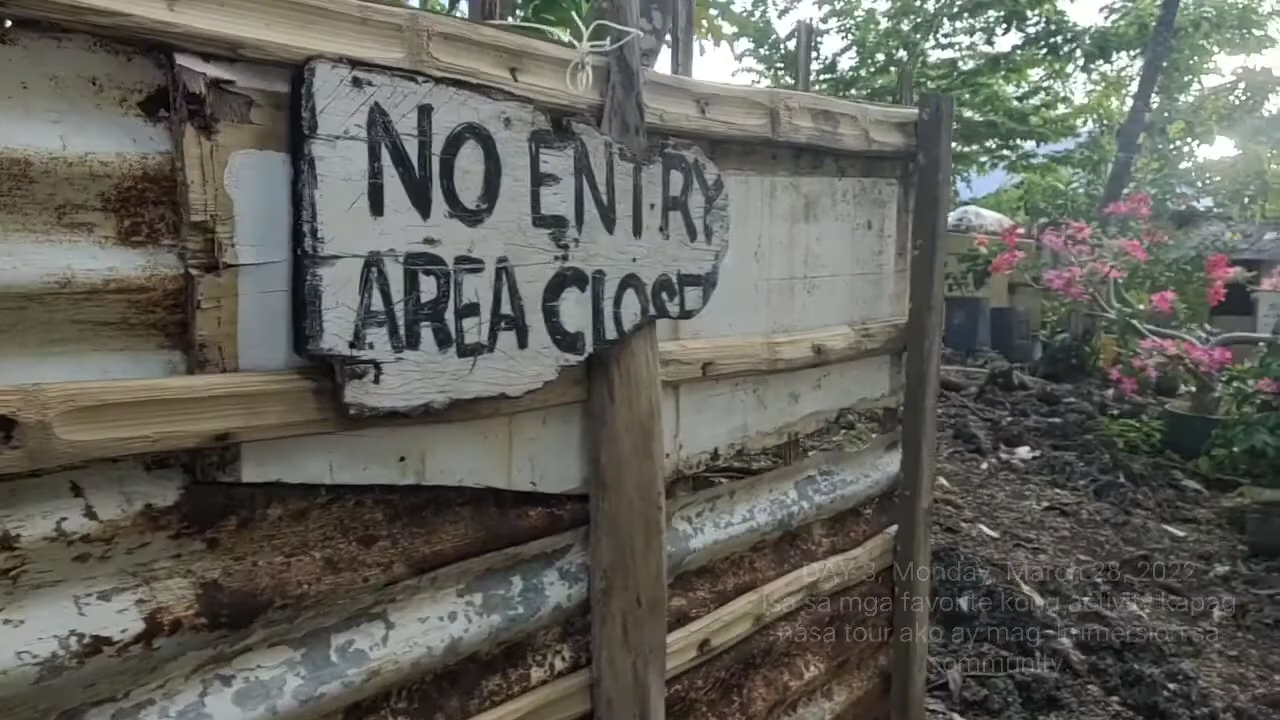 NO ENTRY
AREA CLOSED
DAY 3, Monday, March 28, 2022
Isa sa mga favorite kong activity kapag
nasa tour ako ay mag-immersion sa
community.